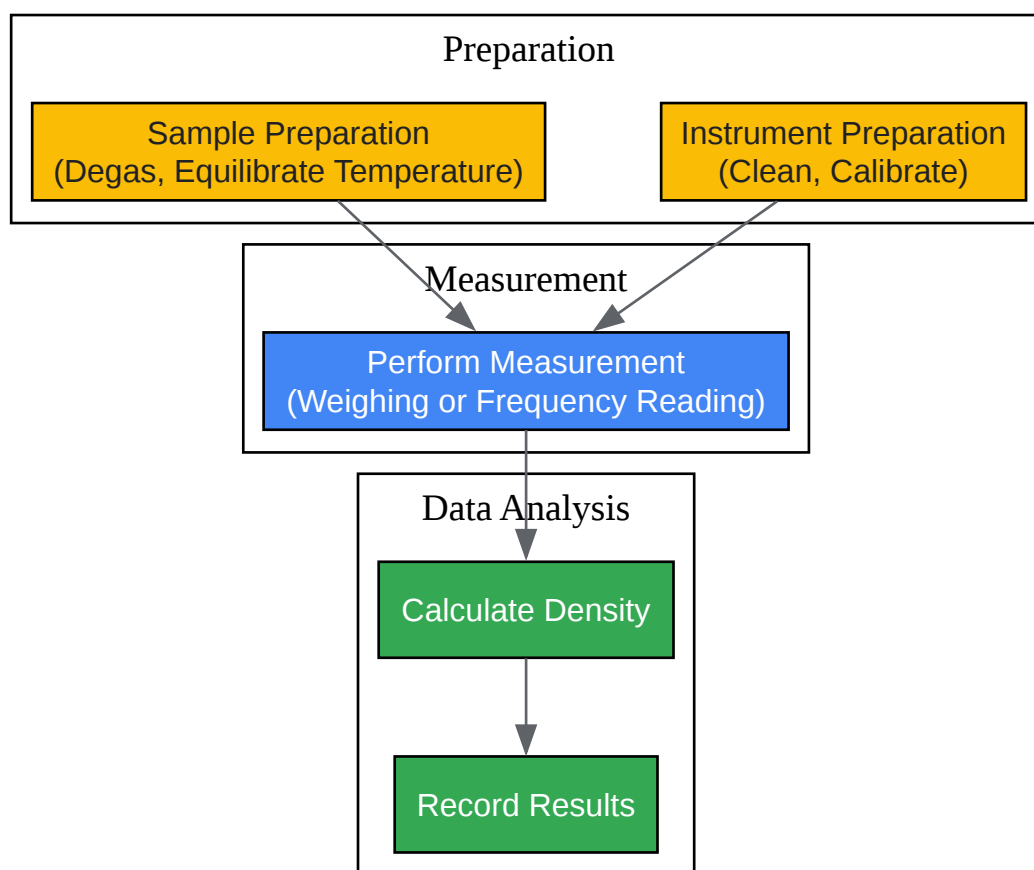 Preparation
Sample Preparation
(Degas, Equilibrate Temperature)
Instrument Preparation
(Clean, Calibrate)
Measurement
Perform Measurement
(Weighing or Frequency Reading)
Data Analysis
Calculate Density
Record Results